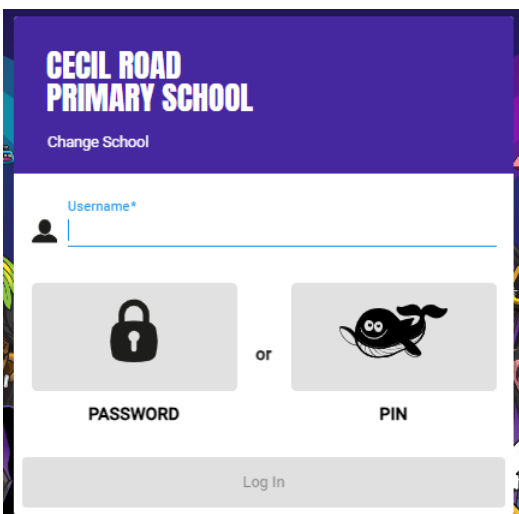 CECIL ROAD
PRIMARY SCHOOL
Change School
Username*
or
PASSWORD
PIN
Log In